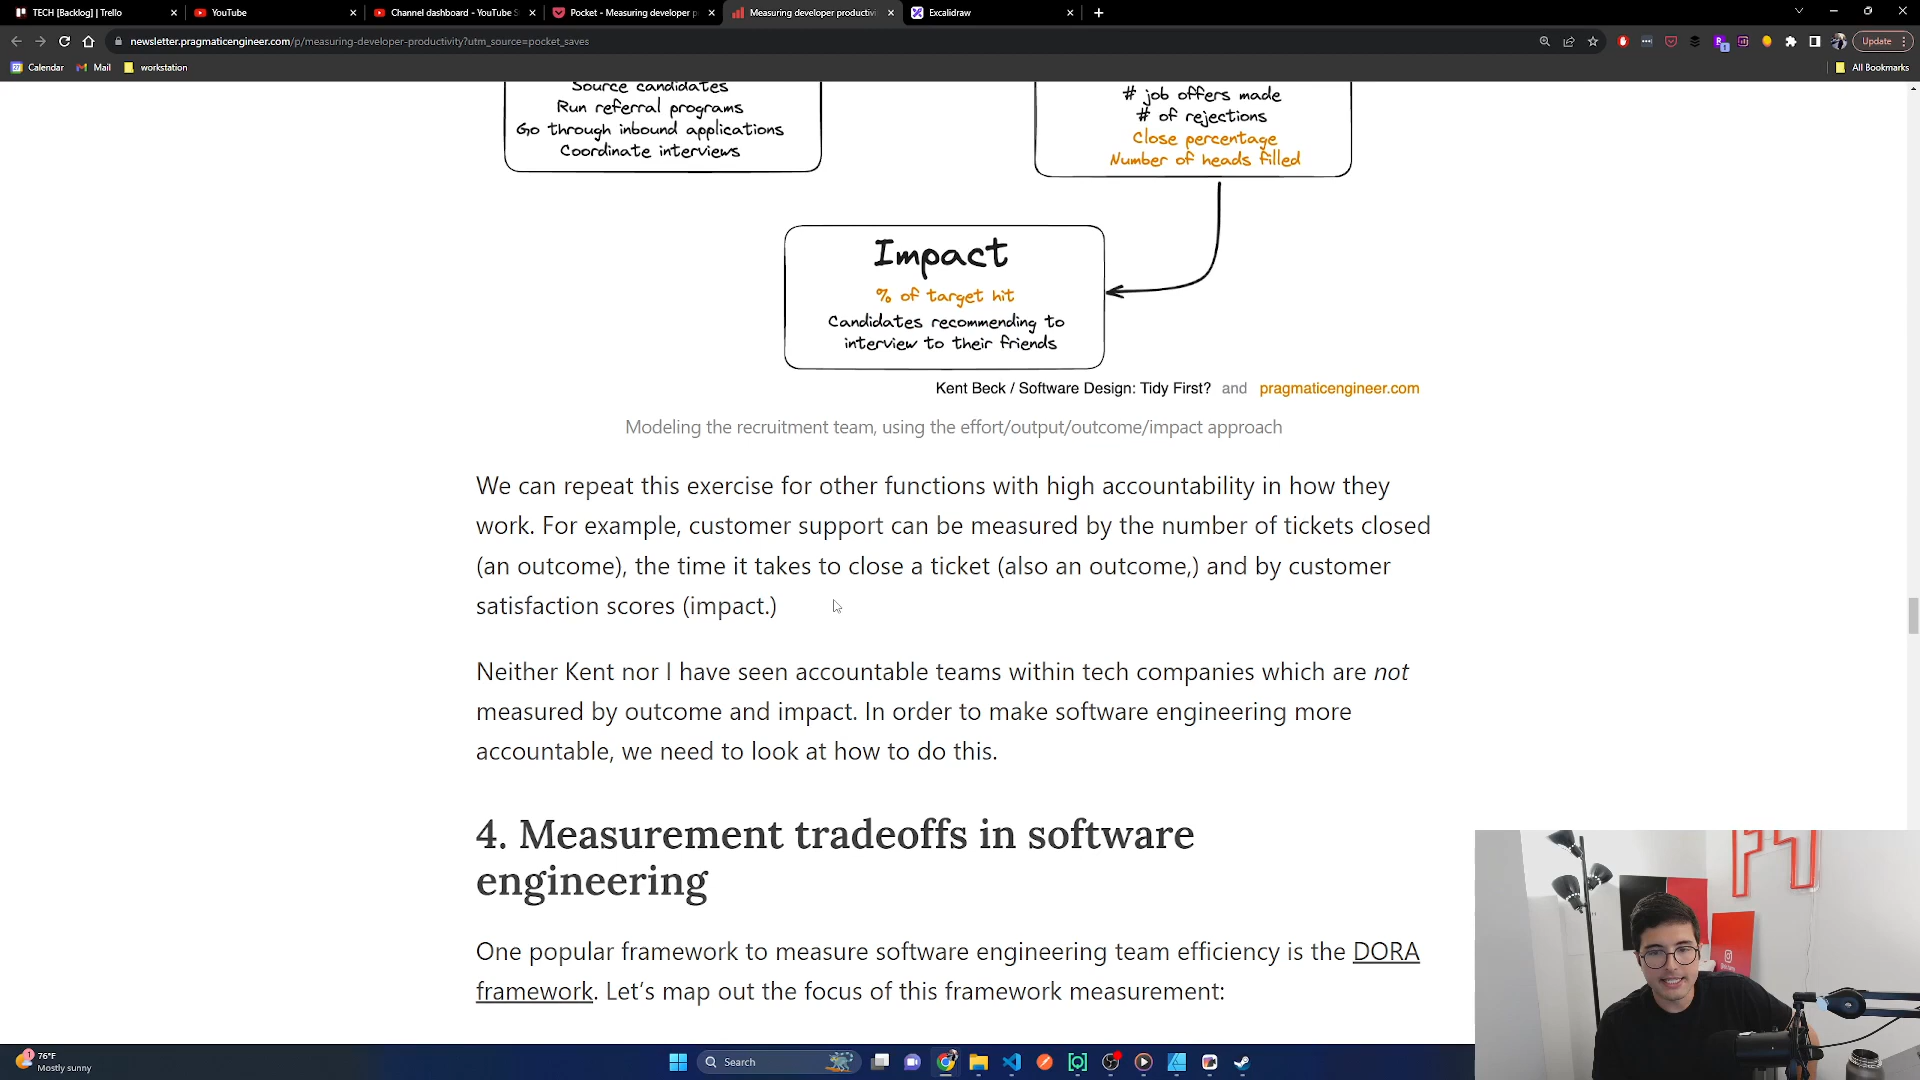 TECH [Backlog] | Trello
YouTube
Channel dashboard - YouTube S
Pocket - Measuring developer p
Measuring developer productivi
Excalidraw
newsletter.pragmaticengineer.com/p/measuring-developer-productivity?utm_source=pocket_saves
Update
Calendar
Mail
workstation
All Bookmarks
Source candidates
Run referral programs
Go through inbound applications
Coordinate interviews
# job offers made
# of rejections
Close percentage
Number of heads filled
Impact
% of target hit
Candidates recommending to
interview to their friends
Kent Beck / Software Design: Tidy First? and pragmaticengineer.com
Modeling the recruitment team, using the effort/output/outcome/impact approach
We can repeat this exercise for other functions with high accountability in how they
work. For example, customer support can be measured by the number of tickets closed
(an outcome), the time it takes to close a ticket (also an outcome,) and by customer
satisfaction scores (impact.)
Neither Kent nor I have seen accountable teams within tech companies which are not
measured by outcome and impact. In order to make software engineering more
accountable, we need to look at how to do this.
4. Measurement tradeoffs in software
engineering
One popular framework to measure software engineering team efficiency is the DORA
framework. Let's map out the focus of this framework measurement:
1
76°F
Mostly sunny
Search